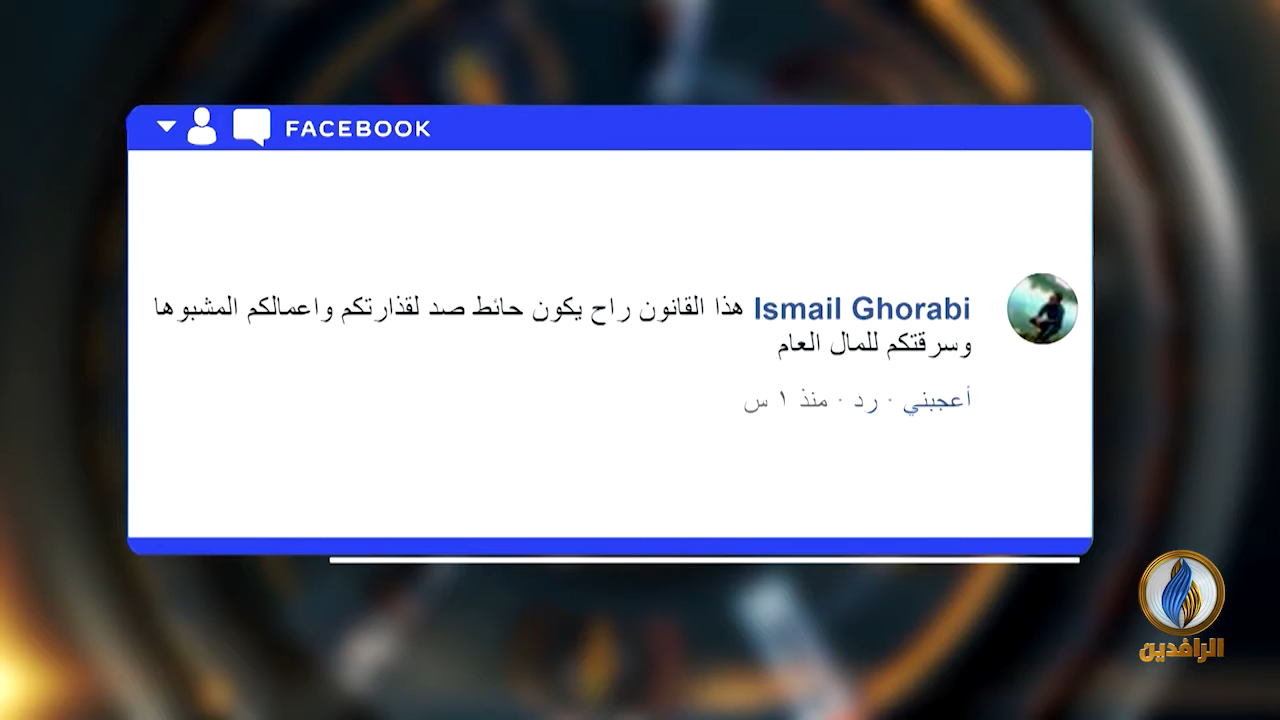 FACEBOOK
Ismail Ghorabi هذا القانون راح يكون حائط صد لقذارتكم واعمالكم المشبوها
وسرقتكم للمال العام
أعجبني · رد · منذ ١ س
الرافدين